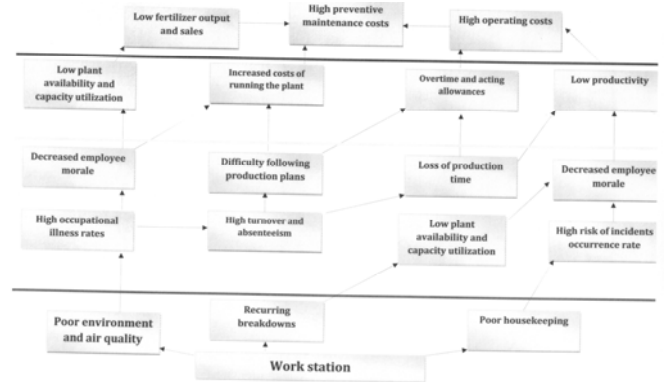 Low fertilizer output
and sales
High preventive
maintenance costs
High operating costs
Low plant
availability and
capacity utilization
Increased costs of
running the plant
Overtime and acting
allowances
Low productivity
Decreased employee
morale
Difficulty following
production plans
Loss of production
time
Decreased employee
morale
High occupational
illness rates
High turnover and
absenteeism
Low plant
availability and
capacity utilization
High risk of incidents
occurrence rate
Poor environment
and air quality
Recurring
breakdowns
Poor housekeeping
Work station